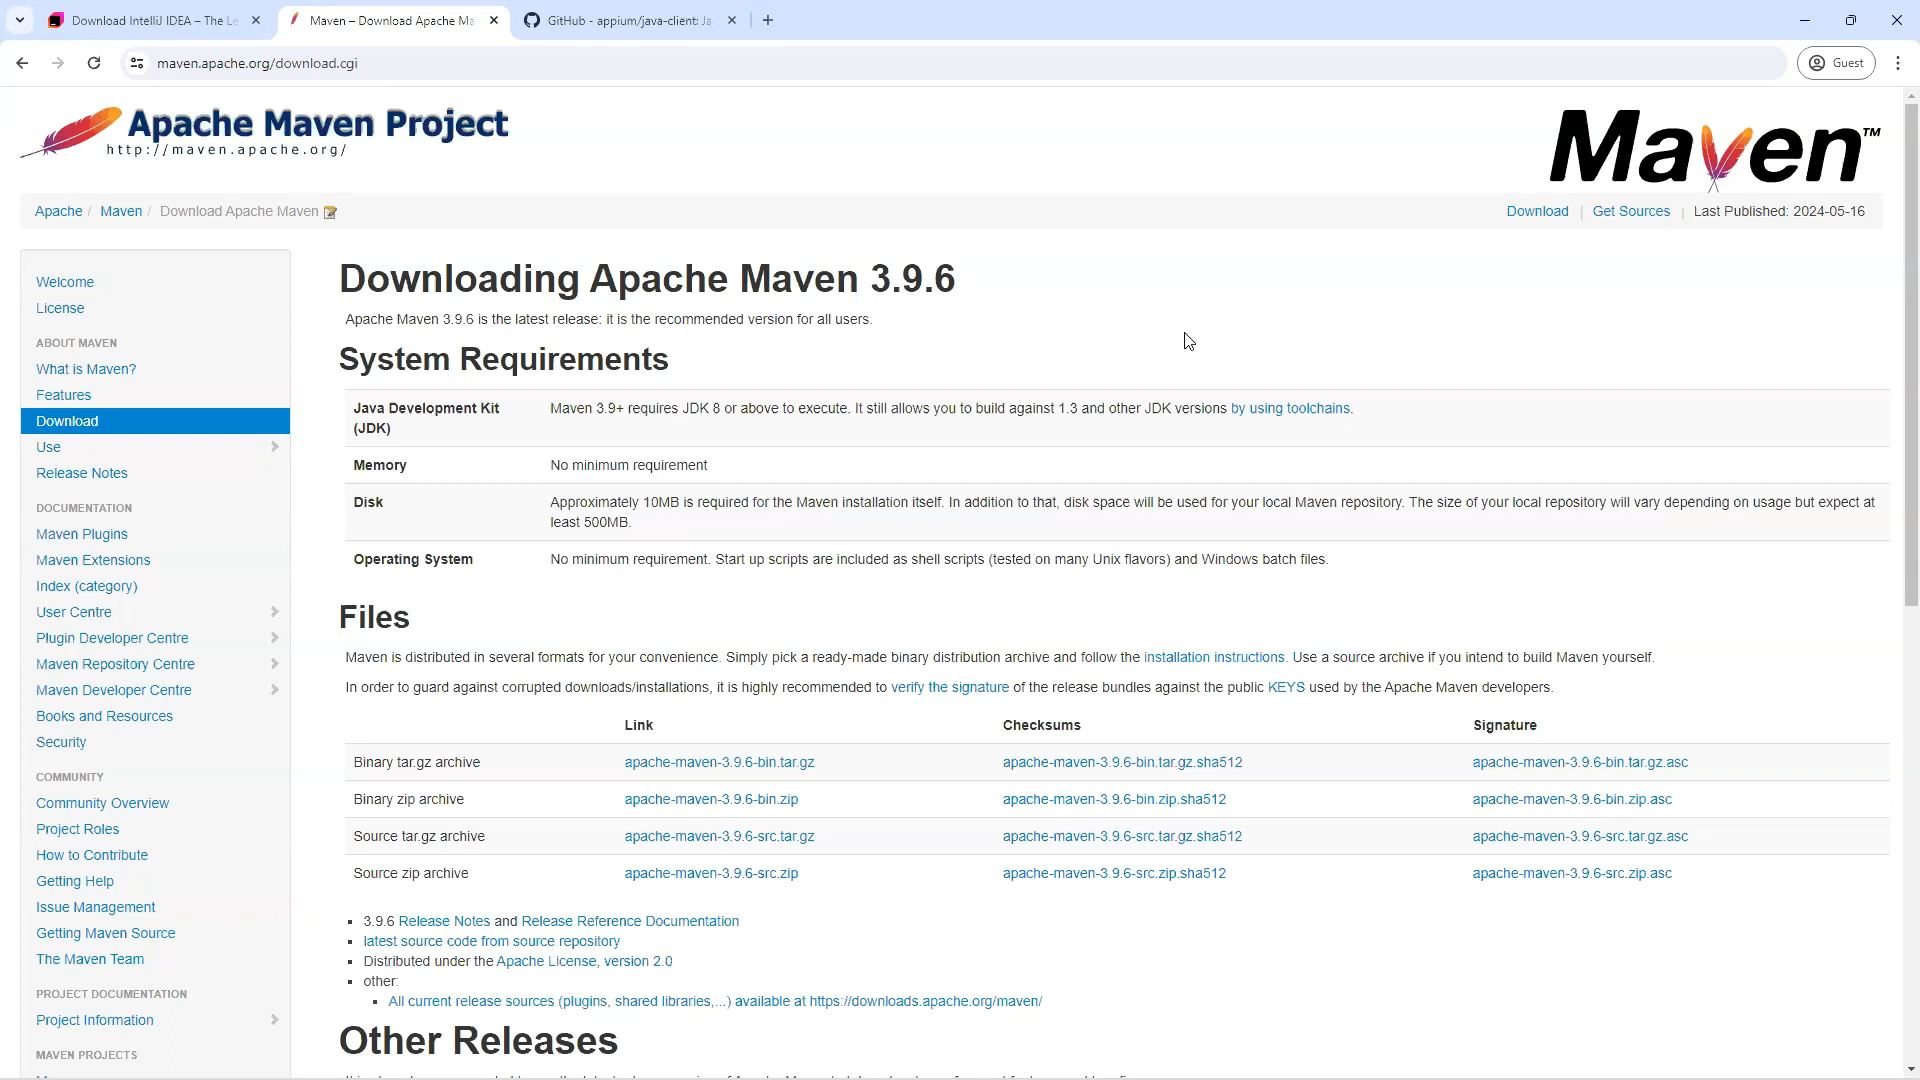 Download IntelliJ IDEA – The Le
Maven – Download Apache Ma
GitHub - appium/java-client: Ja
maven.apache.org/download.cgi
Guest
Apache Maven Project
http://maven.apache.org/
Maven™
Apache / Maven / Download Apache Maven
Download | Get Sources | Last Published: 2024-05-16
Welcome
License
ABOUT MAVEN
What is Maven?
Features
Download
Use
Release Notes
DOCUMENTATION
Maven Plugins
Maven Extensions
Index (category)
User Centre
Plugin Developer Centre
Maven Repository Centre
Maven Developer Centre
Books and Resources
Security
COMMUNITY
Community Overview
Project Roles
How to Contribute
Getting Help
Issue Management
Getting Maven Source
The Maven Team
PROJECT DOCUMENTATION
Project Information
MAVEN PROJECTS
Downloading Apache Maven 3.9.6
Apache Maven 3.9.6 is the latest release: it is the recommended version for all users.
System Requirements
Java Development Kit (JDK) Maven 3.9+ requires JDK 8 or above to execute. It still allows you to build against 1.3 and other JDK versions by using toolchains.
Memory No minimum requirement
Disk Approximately 10MB is required for the Maven installation itself. In addition to that, disk space will be used for your local Maven repository. The size of your local repository will vary depending on usage but expect at
least 500MB.
Operating System No minimum requirement. Start up scripts are included as shell scripts (tested on many Unix flavors) and Windows batch files.
Files
Maven is distributed in several formats for your convenience. Simply pick a ready-made binary distribution archive and follow the installation instructions. Use a source archive if you intend to build Maven yourself.
In order to guard against corrupted downloads/installations, it is highly recommended to verify the signature of the release bundles against the public KEYS used by the Apache Maven developers.
Link Checksums Signature
Binary tar.gz archive apache-maven-3.9.6-bin.tar.gz apache-maven-3.9.6-bin.tar.gz.sha512 apache-maven-3.9.6-bin.tar.gz.asc
Binary zip archive apache-maven-3.9.6-bin.zip apache-maven-3.9.6-bin.zip.sha512 apache-maven-3.9.6-bin.zip.asc
Source tar.gz archive apache-maven-3.9.6-src.tar.gz apache-maven-3.9.6-src.tar.gz.sha512 apache-maven-3.9.6-src.tar.gz.asc
Source zip archive apache-maven-3.9.6-src.zip apache-maven-3.9.6-src.zip.sha512 apache-maven-3.9.6-src.zip.asc
3.9.6 Release Notes and Release Reference Documentation
latest source code from source repository
Distributed under the Apache License, version 2.0
other:
All current release sources (plugins, shared libraries,...) available at https://downloads.apache.org/maven/
Other Releases